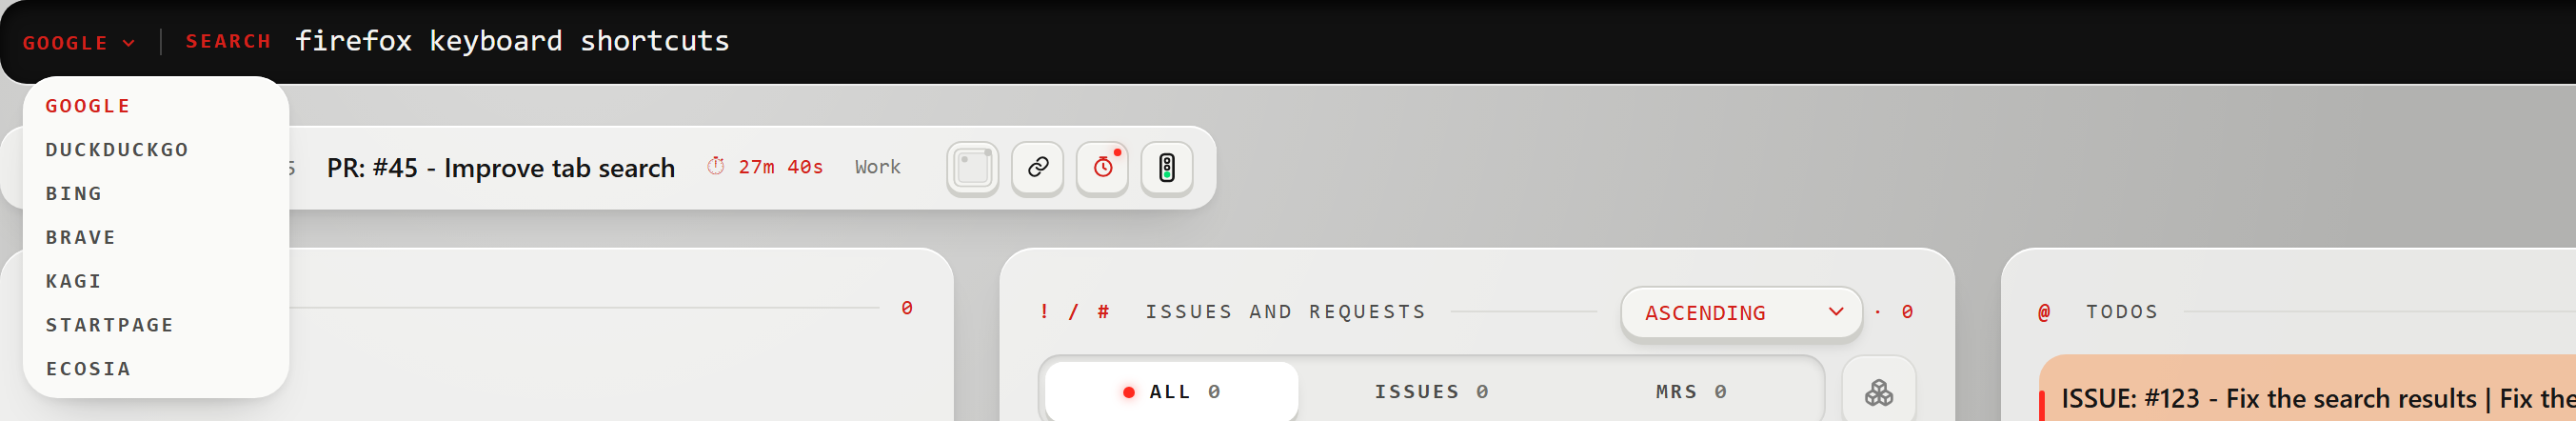 GOOGLE SEARCH firefox keyboard shortcuts
GOOGLE
DUCKDUCKGO
BING
BRAVE
KAGI
STARTPAGE
ECOSIA
PR: #45 - Improve tab search 27m 40s Work
0
! / # ISSUES AND REQUESTS ASCENDING · 0
ALL 0 ISSUES 0 MRS 0
@ TODOS
ISSUE: #123 - Fix the search results | Fix the